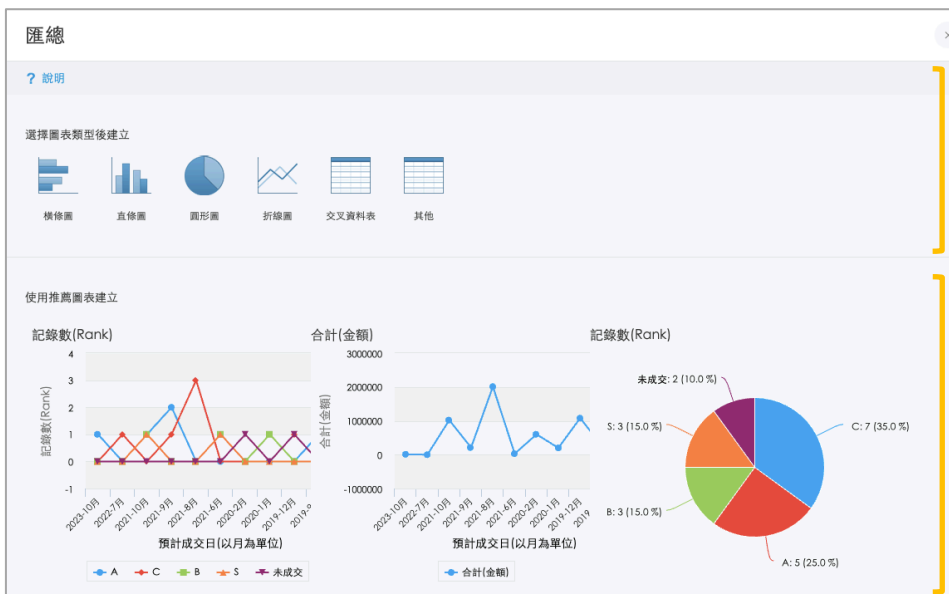 匯總
×
? 說明
選擇圖表類型後建立
橫條圖 直條圖 圓形圖 折線圖 交叉資料表 其他
使用推薦圖表建立
記錄數(Rank)
4
3
2
1
0
-1
記錄數(Rank)
2023-10月 2022-7月 2021-10月 2021-9月 2021-8月 2021-6月 2020-2月 2020-1月 2019-12月 2019-9
預計成交日(以月為單位)
A C B S 未成交
合計(金額)
3000000
2000000
1000000
0
-1000000
合計(金額)
2023-10月 2022-7月 2021-10月 2021-9月 2021-8月 2021-6月 2020-2月 2020-1月 2019-12月 2019
預計成交日(以月為單位)
合計(金額)
記錄數(Rank)
未成交: 2 (10.0 %)
S: 3 (15.0 %)
C: 7 (35.0 %)
B: 3 (15.0 %)
A: 5 (25.0 %)